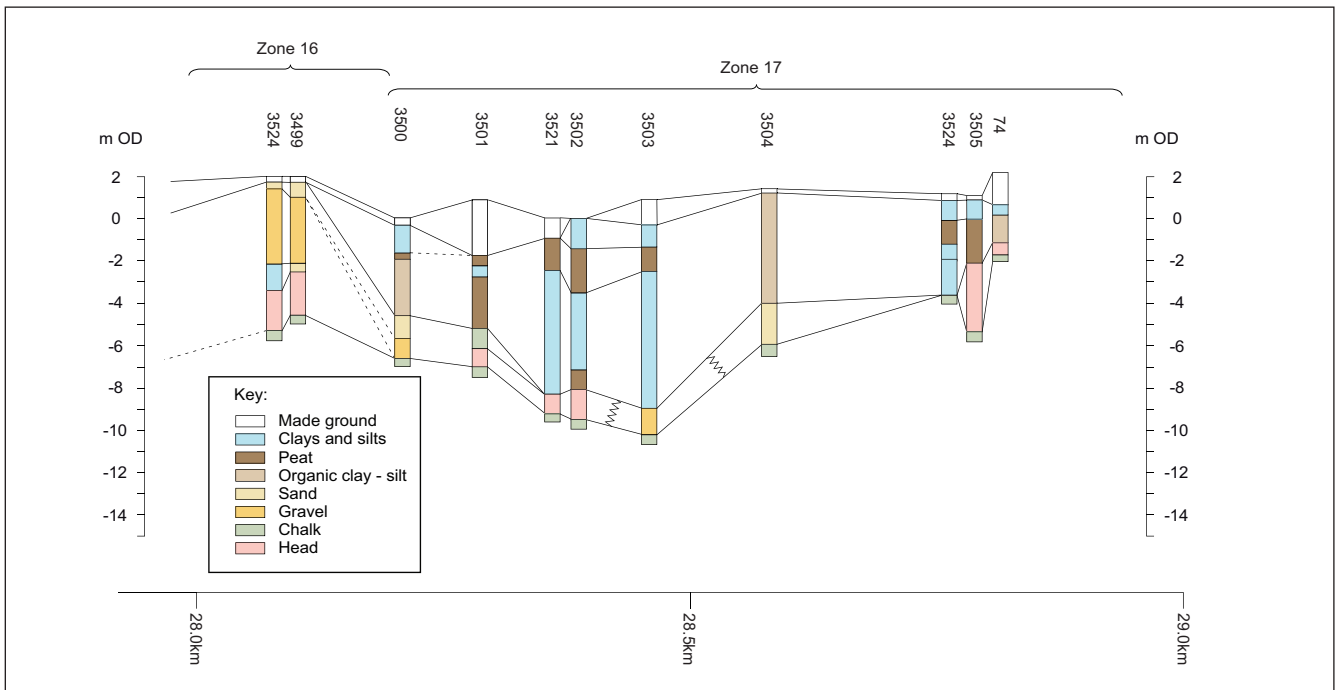 Zone 16
Zone 17
3524
3499
3500
3501
3521
3502
3503
3504
3524
3505
74
m OD
m OD
2
0
-2
-4
-6
-8
-10
-12
-14
2
0
-2
-4
-6
-8
-10
-12
-14
Key:
Made ground
Clays and silts
Peat
Organic clay - silt
Sand
Gravel
Chalk
Head
28.0km
28.5km
29.0km